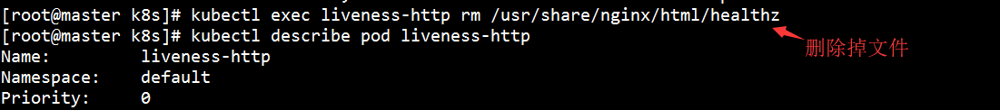 [root@master k8s]# kubectl exec liveness-http rm /usr/share/nginx/html/healthz
[root@master k8s]# kubectl describe pod liveness-http
删除掉文件
Name:         liveness-http
Namespace:    default
Priority:     0